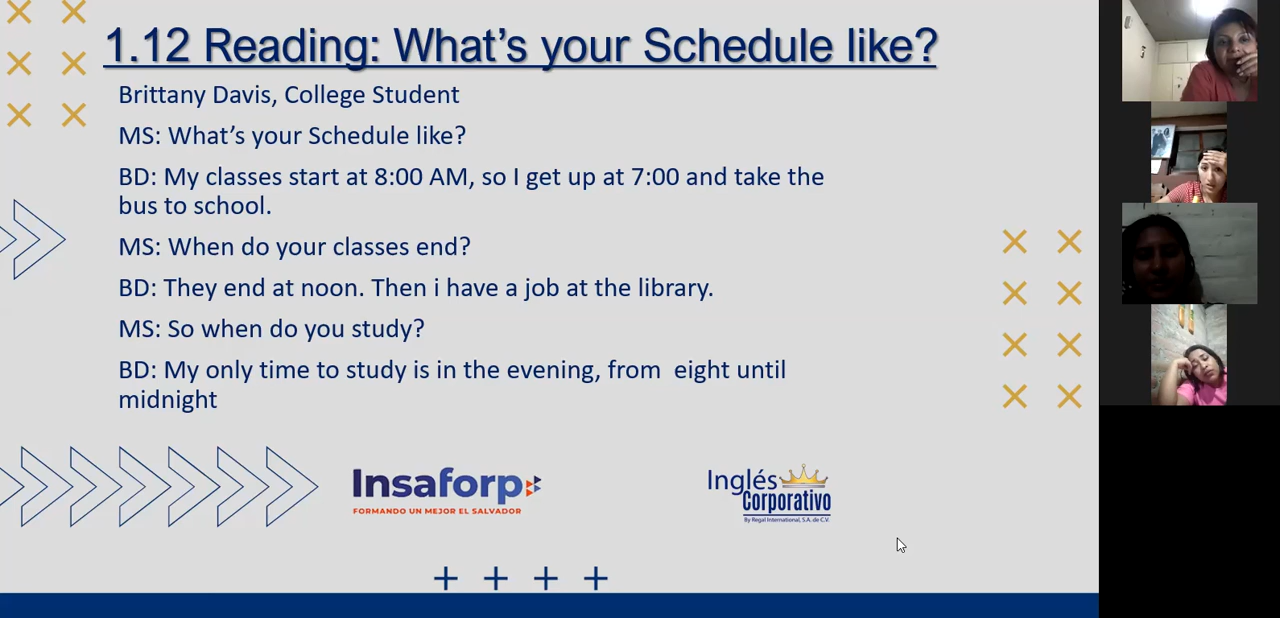 1.12 Reading: What's your Schedule like?
Brittany Davis, College Student
MS: What's your Schedule like?
BD: My classes start at 8:00 AM, so I get up at 7:00 and take the
bus to school.
MS: When do your classes end?
BD: They end at noon. Then i have a job at the library.
MS: So when do you study?
BD: My only time to study is in the evening, from  eight until
midnight
Insaforp
FORMANDO UN MEJOR EL SALVADOR
Inglés
Corporativo
By Regal International, S.A. de C.V.